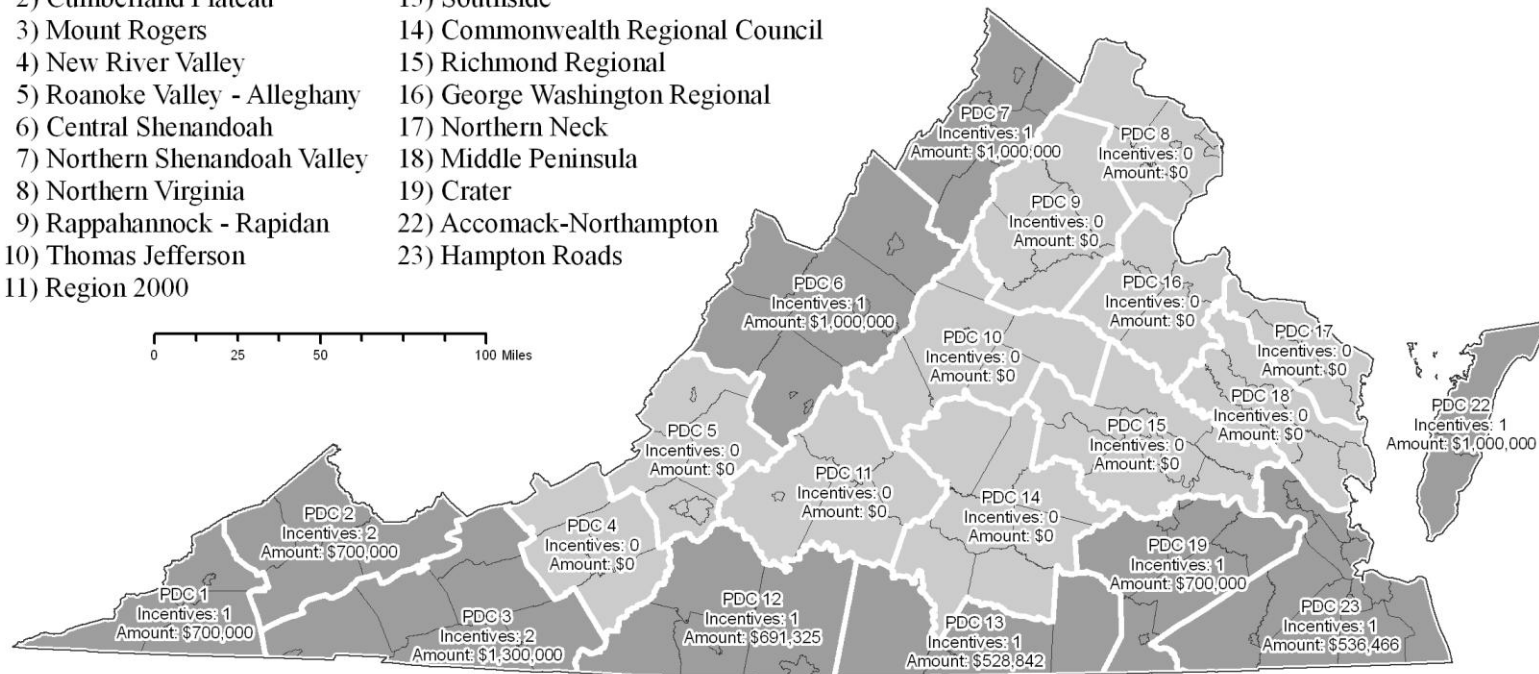 2) Cumberland Plateau
3) Mount Rogers
4) New River Valley
5) Roanoke Valley - Alleghany
6) Central Shenandoah
7) Northern Shenandoah Valley
8) Northern Virginia
9) Rappahannock - Rapidan
10) Thomas Jefferson
11) Region 2000
13) Southside
14) Commonwealth Regional Council
15) Richmond Regional
16) George Washington Regional
17) Northern Neck
18) Middle Peninsula
19) Crater
22) Accomack-Northampton
23) Hampton Roads
0 25 50 100 Miles
PDC 7
Incentives: 1
Amount: $1,000,000
PDC 8
Incentives: 0
Amount: $0
PDC 9
Incentives: 0
Amount: $0
PDC 6
Incentives: 1
Amount: $1,000,000
PDC 16
Incentives: 0
Amount: $0
PDC 10
Incentives: 0
Amount: $0
PDC 17
Incentives: 0
Amount: $0
PDC 18
Incentives: 0
Amount: $0
PDC 22
Incentives: 1
Amount: $1,000,000
PDC 5
Incentives: 0
Amount: $0
PDC 15
Incentives: 0
Amount: $0
PDC 11
Incentives: 0
Amount: $0
PDC 14
Incentives: 0
Amount: $0
PDC 2
Incentives: 2
Amount: $700,000
PDC 4
Incentives: 0
Amount: $0
PDC 19
Incentives: 1
Amount: $700,000
PDC 1
Incentives: 1
Amount: $700,000
PDC 3
Incentives: 2
Amount: $1,300,000
PDC 12
Incentives: 1
Amount: $691,325
PDC 13
Incentives: 1
Amount: $528,842
PDC 23
Incentives: 1
Amount: $536,466